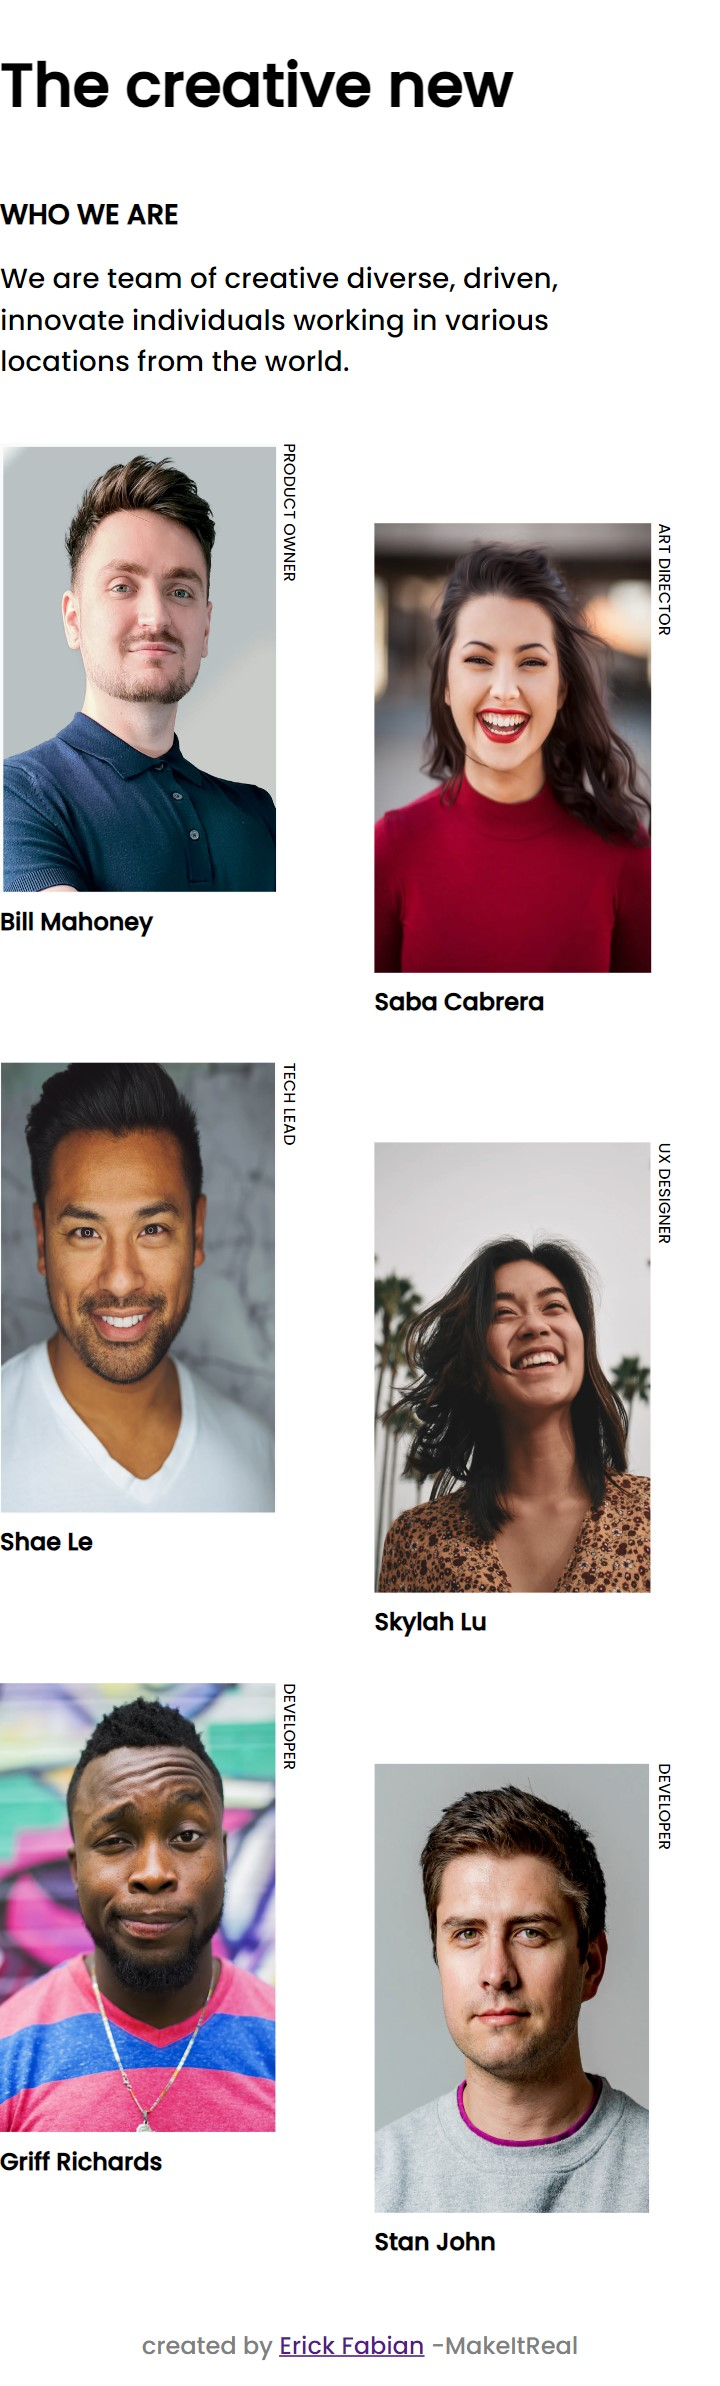 The creative new
WHO WE ARE
We are team of creative diverse, driven,
innovate individuals working in various
locations from the world.
PRODUCT OWNER
Bill Mahoney
ART DIRECTOR
Saba Cabrera
TECH LEAD
Shae Le
UX DESIGNER
Skylah Lu
DEVELOPER
Griff Richards
DEVELOPER
Stan John
created by Erick Fabian -MakeItReal